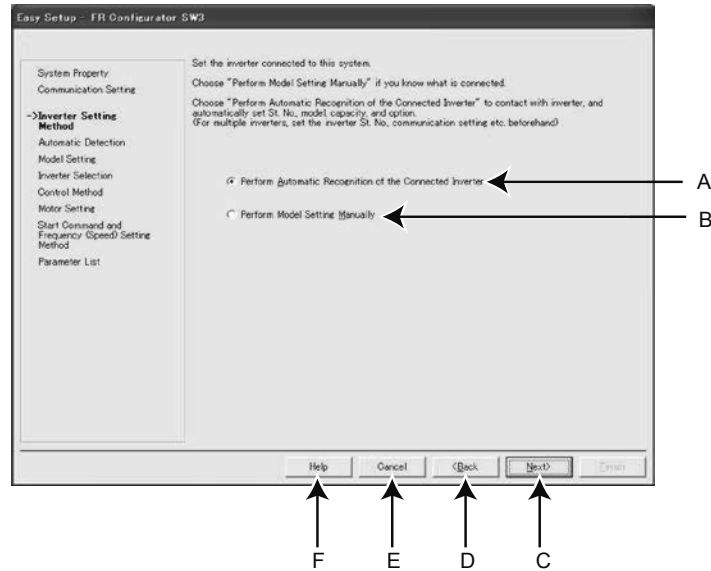 Easy Setup - FR Configurator SW3
System Property
Communication Setting
->Inverter Setting
Method
Automatic Detection
Model Setting
Inverter Selection
Control Method
Motor Setting
Start Command and
Frequency (Speed) Setting
Method
Parameter List
Set the inverter connected to this system.
Choose "Perform Model Setting Manually" if you know what is connected.
Choose "Perform Automatic Recognition of the Connected Inverter" to contact with inverter, and
automatically set St. No., model, capacity, and option.
(For multiple inverters, set the inverter St. No., communication setting etc. beforehand)
Perform Automatic Recognition of the Connected Inverter
A
Perform Model Setting Manually
B
Help
Cancel
<Back
Next>
F
E
D
C